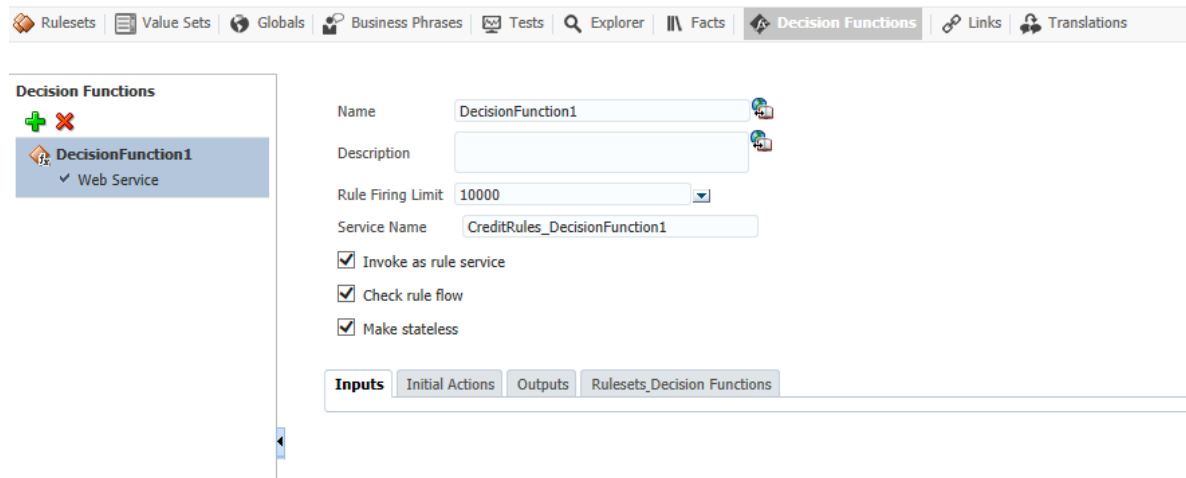 Rulesets Value Sets Globals Business Phrases Tests Explorer Facts Decision Functions Links Translations
Decision Functions
DecisionFunction1
Web Service
Name DecisionFunction1
Description
Rule Firing Limit 10000
Service Name CreditRules_DecisionFunction1
Invoke as rule service
Check rule flow
Make stateless
Inputs Initial Actions Outputs Rulesets_Decision Functions